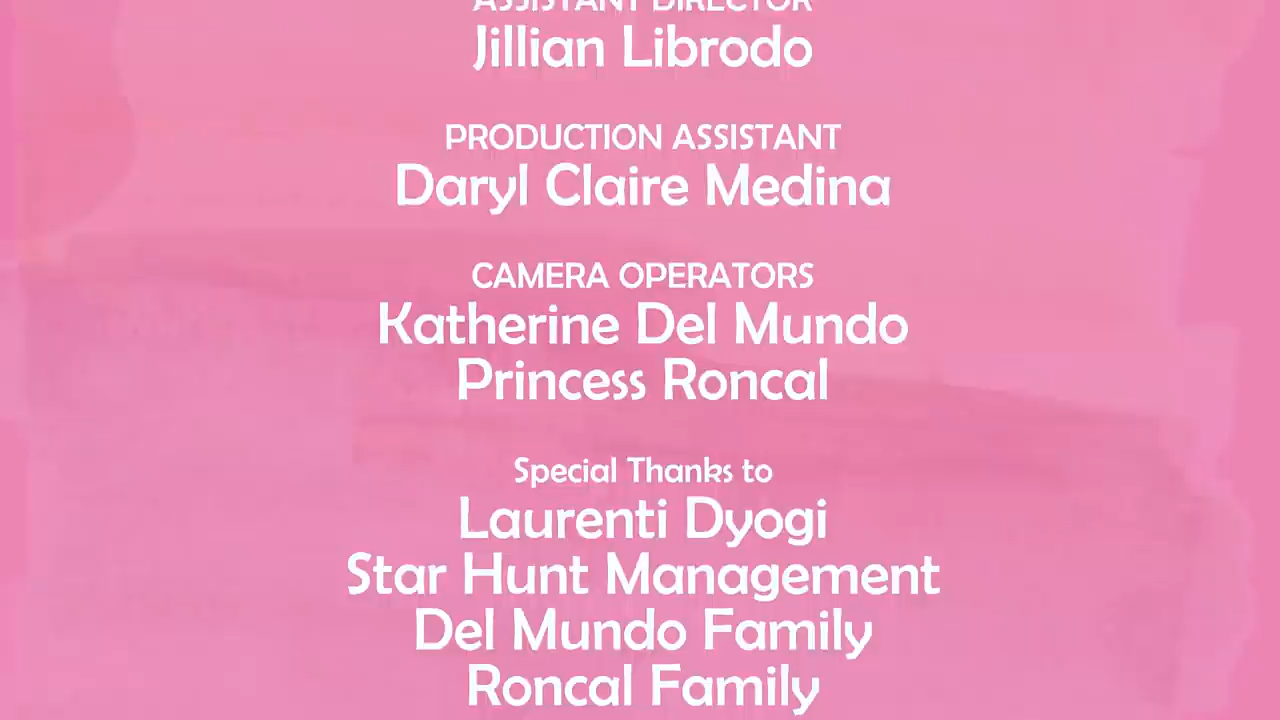 ASSISTANT DIRECTOR
Jillian Librodo
PRODUCTION ASSISTANT
Daryl Claire Medina
CAMERA OPERATORS
Katherine Del Mundo
Princess Roncal
Special Thanks to
Laurenti Dyogi
Star Hunt Management
Del Mundo Family
Roncal Family